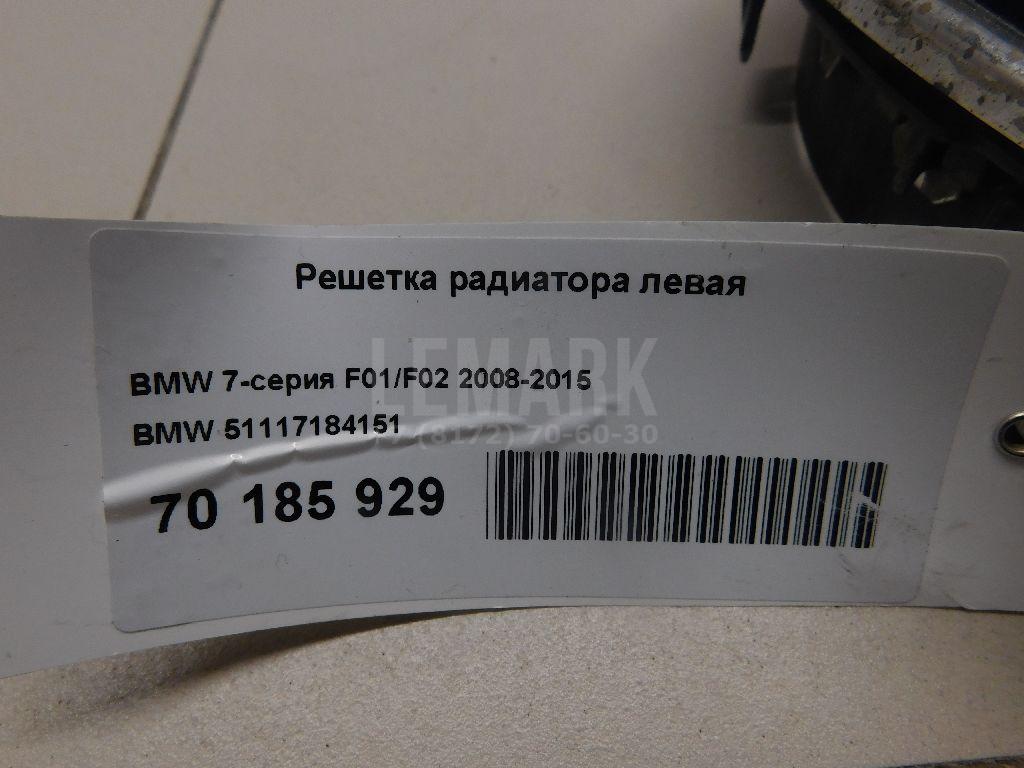 Решетка радиатора левая
LEMARK
BMW 7-серия F01/F02 2008-2015
BMW 51117184151
+7 (8172) 70-60-30
70 185 929